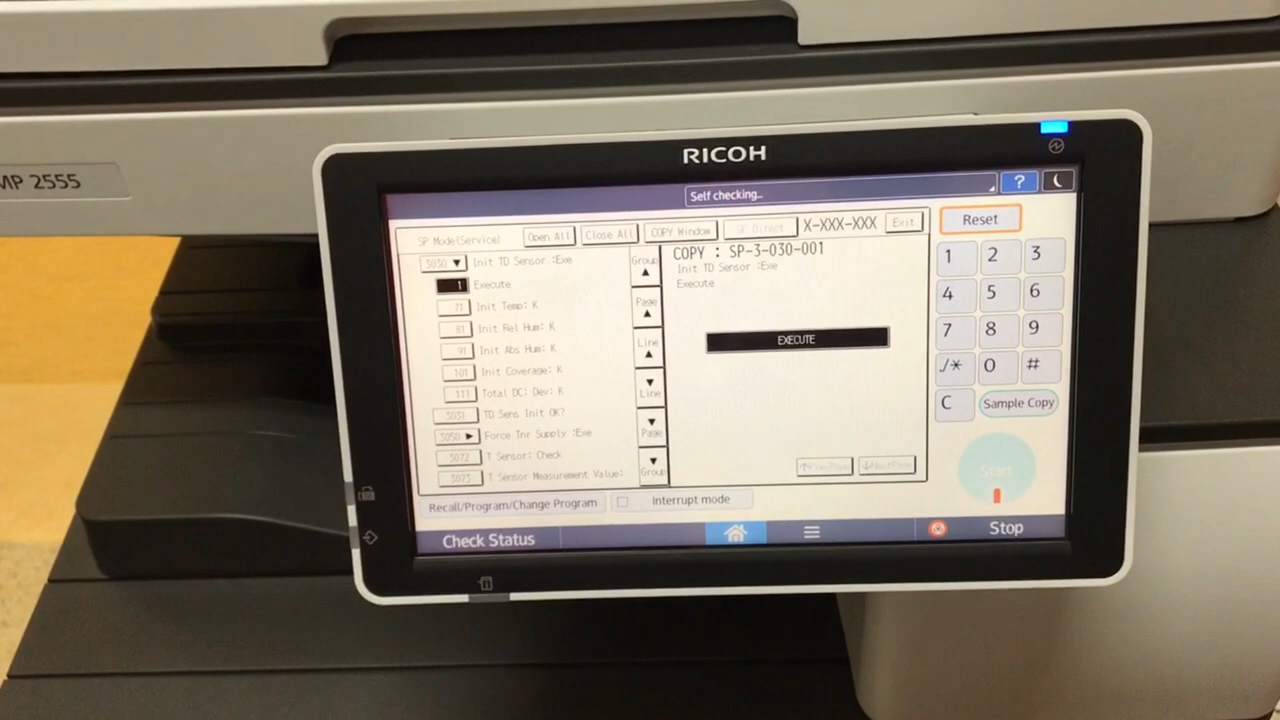 RICOH
MP 2555
Self checking...
?
SP Mode(Service)
Open All
Close All
COPY Window
SP Direct
X-XXX-XXX
Exit
Reset
3030 ▼ Init TD Sensor :Exe
1 Execute
71 Init Temp: K
81 Init Rel Hum: K
91 Init Abs Hum: K
101 Init Coverage: K
111 Total DC: Dev: K
3031 TD Sens Init OK?
3050 ▶ Force Tnr Supply :Exe
3072 T Sensor: Check
3073 T Sensor Measurement Value:
Group
▲
Page
▲
Line
▲
▼
Line
▼
Page
▼
Group
COPY : SP-3-030-001
Init TD Sensor :Exe
Execute
EXECUTE
↑PrevPage
↓NextPage
1 2 3
4 5 6
7 8 9
./* 0 #
C Sample Copy
Start
Recall/Program/Change Program
Interrupt mode
Check Status
Stop